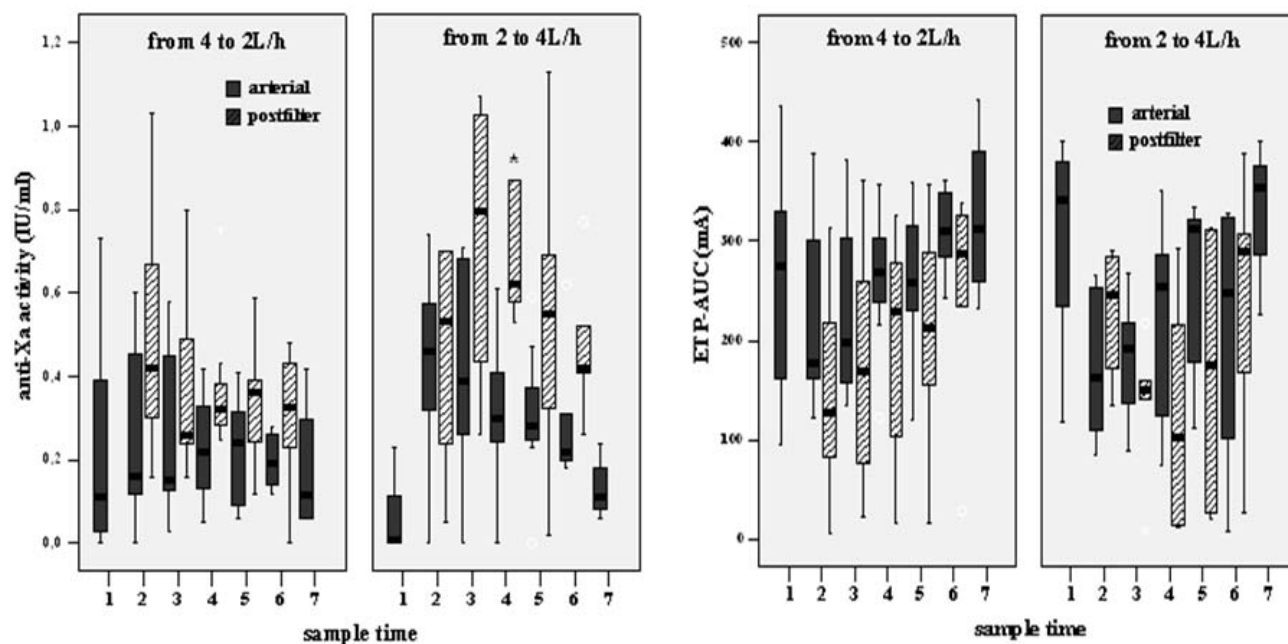 from 4 to 2L/h
from 2 to 4L/h
arterial
postfilter
anti-Xa activity (IU/ml)
1,2
1,0
0,8
0,6
0,4
0,2
0,0
*
1 2 3 4 5 6 7
1 2 3 4 5 6 7
sample time
from 4 to 2L/h
from 2 to 4L/h
arterial
postfilter
ETP-AUC (mA)
500
400
300
200
100
0
1 2 3 4 5 6 7
1 2 3 4 5 6 7
sample time